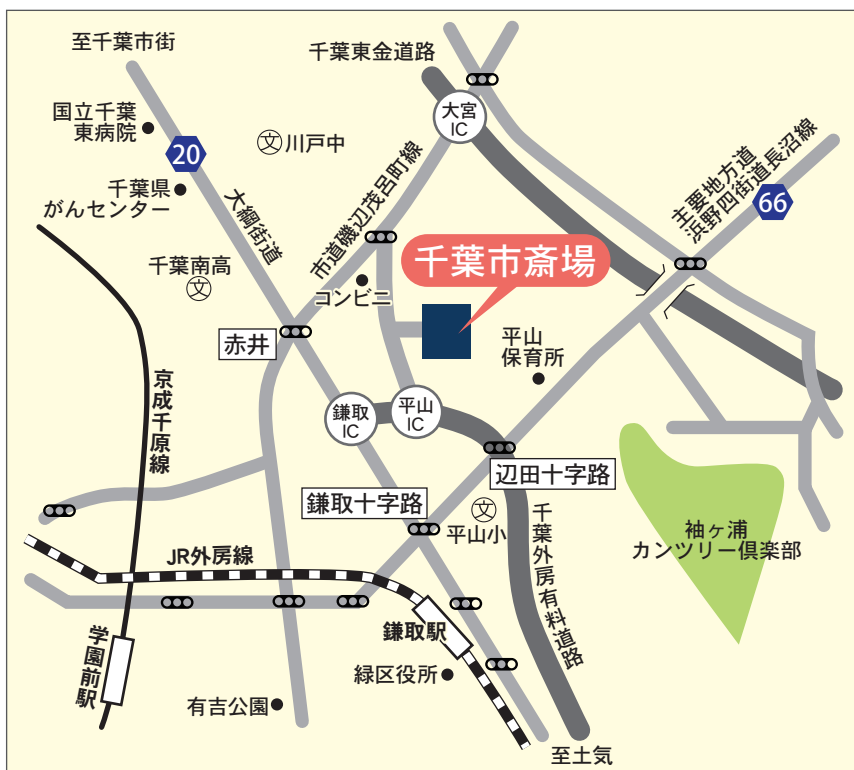 至千葉市街
千葉東金道路
国立千葉
東病院
大宮
IC
川戸中
文
20
主要地方道
浜野四街道長沼線
66
千葉県
がんセンター
大綱街道
市道磯辺茂呂町線
千葉市斎場
千葉南高
文
コンビニ
赤井
平山
保育所
京成千原線
鎌取
IC
平山
IC
辺田十字路
鎌取十字路
文
平山小
千葉外房有料道路
袖ヶ浦
カンツリー倶楽部
JR外房線
鎌取駅
学園前駅
緑区役所
有吉公園
至土気